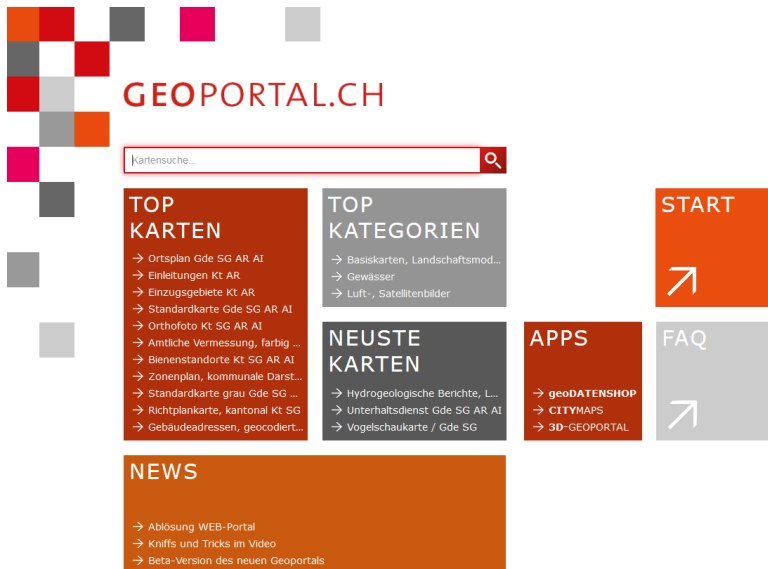 GEOPORTAL.CH
Kartensuche...
TOP
KARTEN
→ Ortsplan Gde SG AR AI
→ Einleitungen Kt AR
→ Einzugsgebiete Kt AR
→ Standardkarte Gde SG AR AI
→ Orthofoto Kt SG AR AI
→ Amtliche Vermessung, farbig ...
→ Bienenstandorte Kt SG AR AI
→ Zonenplan, kommunale Darst...
→ Standardkarte grau Gde SG ...
→ Richtplankarte, kantonal Kt SG
→ Gebäudeadressen, geocodiert...
TOP
KATEGORIEN
→ Basiskarten, Landschaftsmod...
→ Gewässer
→ Luft-, Satellitenbilder
START
NEUSTE
KARTEN
→ Hydrogeologische Berichte, L...
→ Unterhaltsdienst Gde SG AR AI
→ Vogelschaukarte / Gde SG
APPS
→ geoDATENSHOP
→ CITYMAPS
→ 3D-GEOPORTAL
FAQ
NEWS
→ Ablösung WEB-Portal
→ Kniffs und Tricks im Video
→ Beta-Version des neuen Geoportals